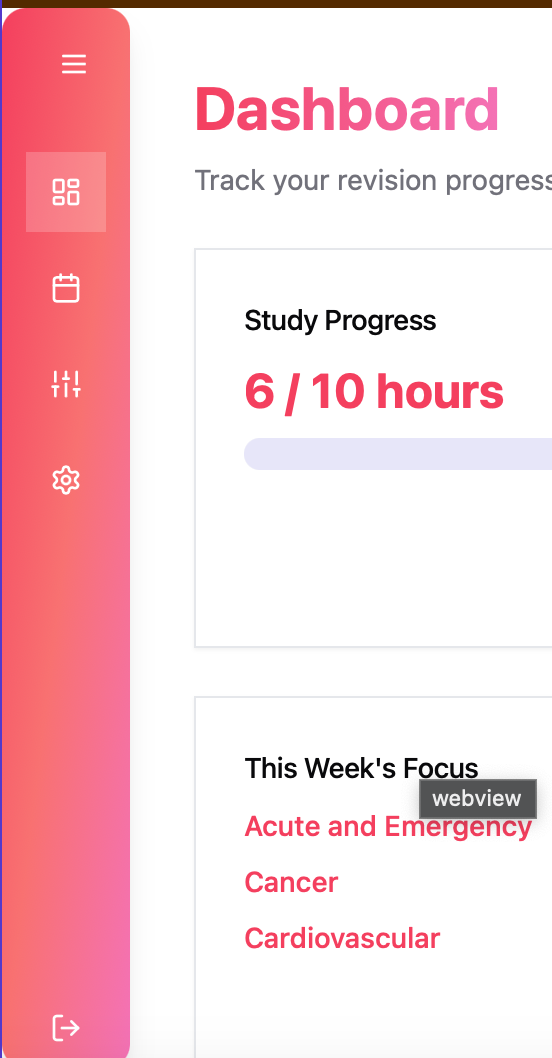 Dashboard
Track your revision progress
Study Progress
6 / 10 hours
This Week's Focus
webview
Acute and Emergency
Cancer
Cardiovascular